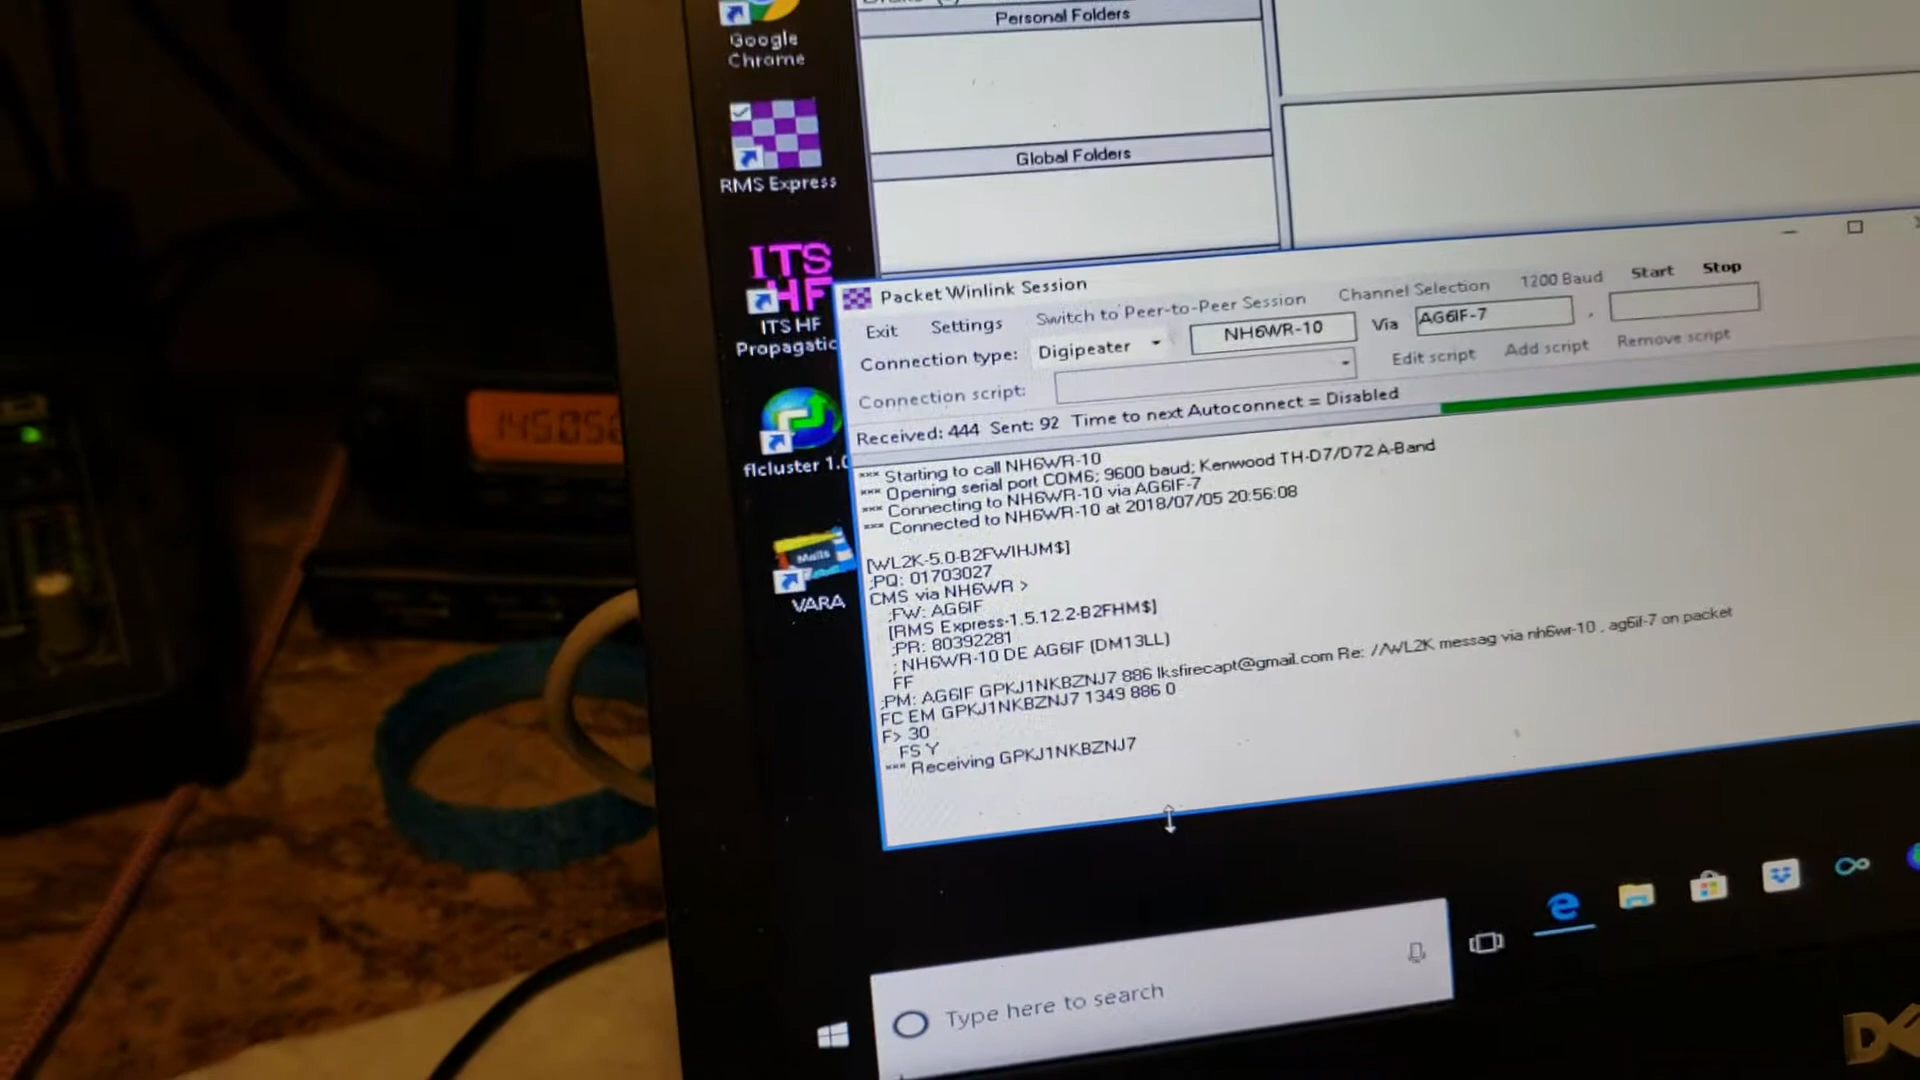 Personal Folders
Google
Chrome
Global Folders
RMS Express
ITS
HF
ITS HF
Propagatic
Packet Winlink Session
Exit Settings Switch to Peer-to-Peer Session Channel Selection 1200 Baud Start Stop
Connection type: Digipeater NH6WR-10 Via AG6IF-7 ,
Connection script: Edit script Add script Remove script
Received: 444 Sent: 92 Time to next Autoconnect = Disabled
145.050
flcluster 1.0
*** Starting to call NH6WR-10
*** Opening serial port COM6; 9600 baud; Kenwood TH-D7/D72 A-Band
*** Connecting to NH6WR-10 via AG6IF-7
*** Connected to NH6WR-10 at 2018/07/05 20:56:08
[WL2K-5.0-B2FWIHJM$]
;PQ: 01703027
CMS via NH6WR >
;FW: AG6IF
[RMS Express-1.5.12.2-B2FHM$]
;PR: 80392281
; NH6WR-10 DE AG6IF (DM13LL)
FF
;PM: AG6IF GPKJ1NKBZNJ7 886 lksfirecapt@gmail.com Re: //WL2K messag via nh6wr-10 , ag6if-7 on packet
FC EM GPKJ1NKBZNJ7 1349 886 0
F> 30
FS Y
*** Receiving GPKJ1NKBZNJ7
Mails
VARA
Type here to search